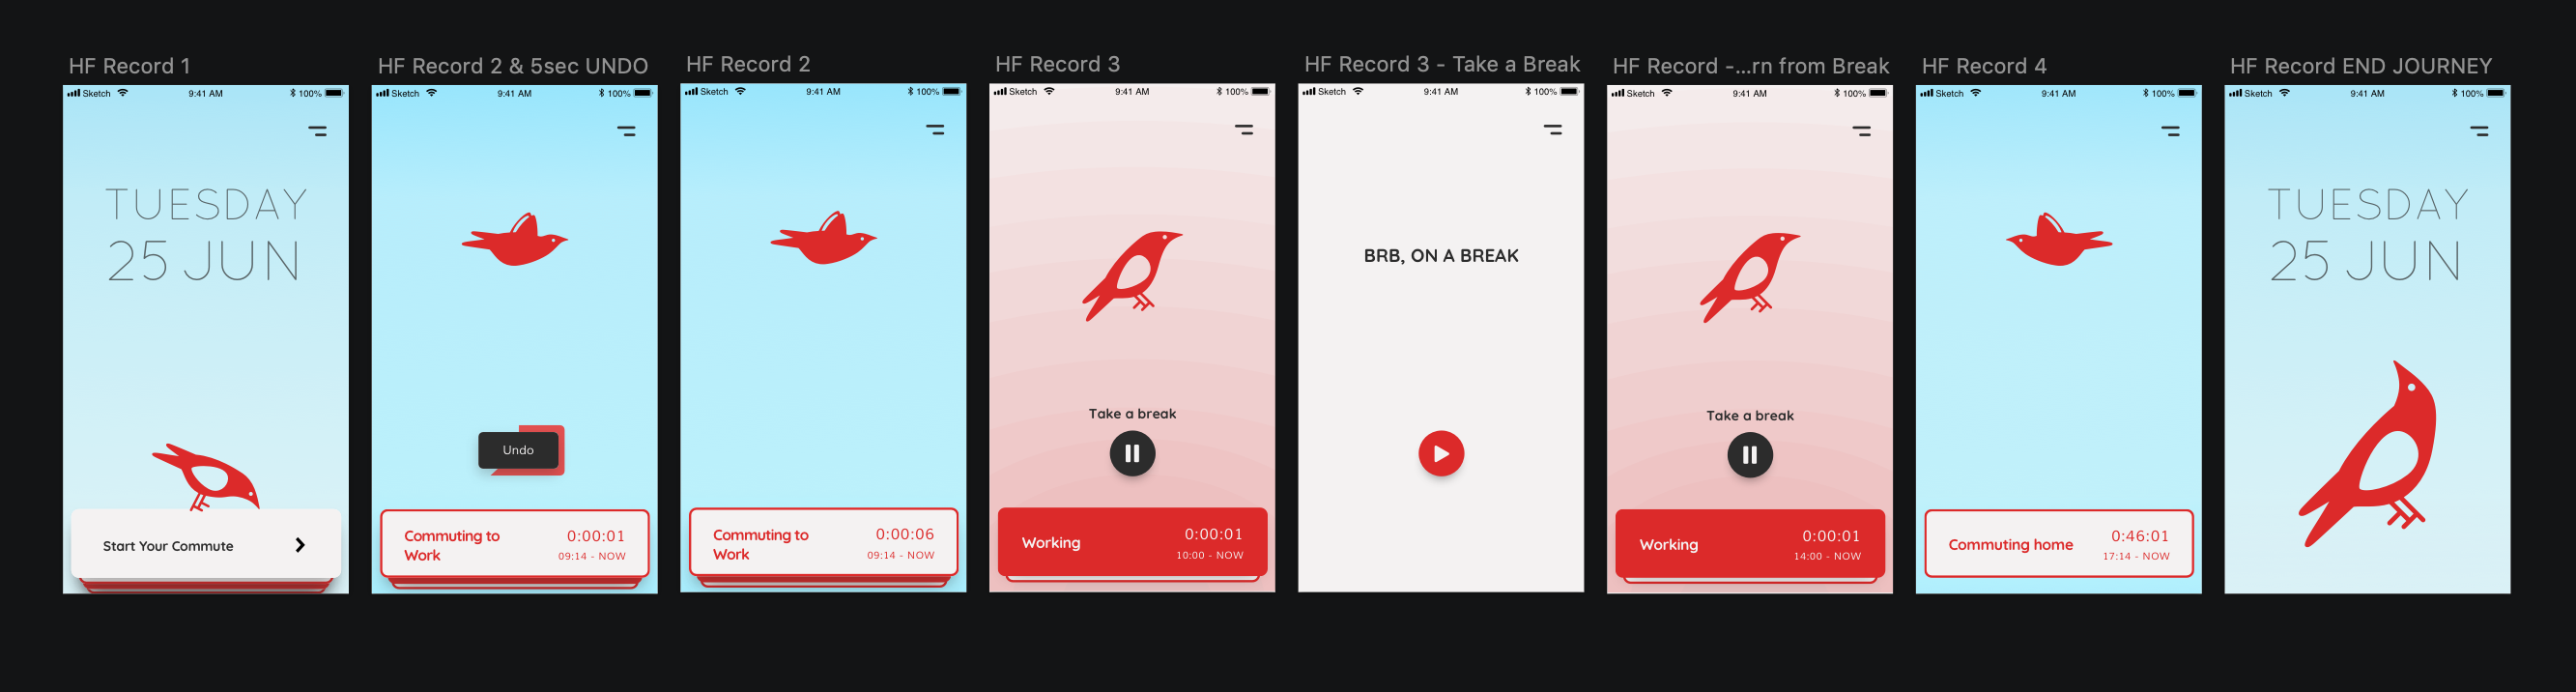 HF Record 1
Sketch 9:41 AM 100%
TUESDAY
25 JUN
Start Your Commute
HF Record 2 & 5sec UNDO
Sketch 9:41 AM 100%
Undo
Commuting to
Work
0:00:01
09:14 - NOW
HF Record 2
Sketch 9:41 AM 100%
Commuting to
Work
0:00:06
09:14 - NOW
HF Record 3
Sketch 9:41 AM 100%
Take a break
Working
0:00:01
10:00 - NOW
HF Record 3 - Take a Break
Sketch 9:41 AM 100%
BRB, ON A BREAK
HF Record -...rn from Break
Sketch 9:41 AM 100%
Take a break
Working
0:00:01
14:00 - NOW
HF Record 4
Sketch 9:41 AM 100%
Commuting home
0:46:01
17:14 - NOW
HF Record END JOURNEY
Sketch 9:41 AM 100%
TUESDAY
25 JUN